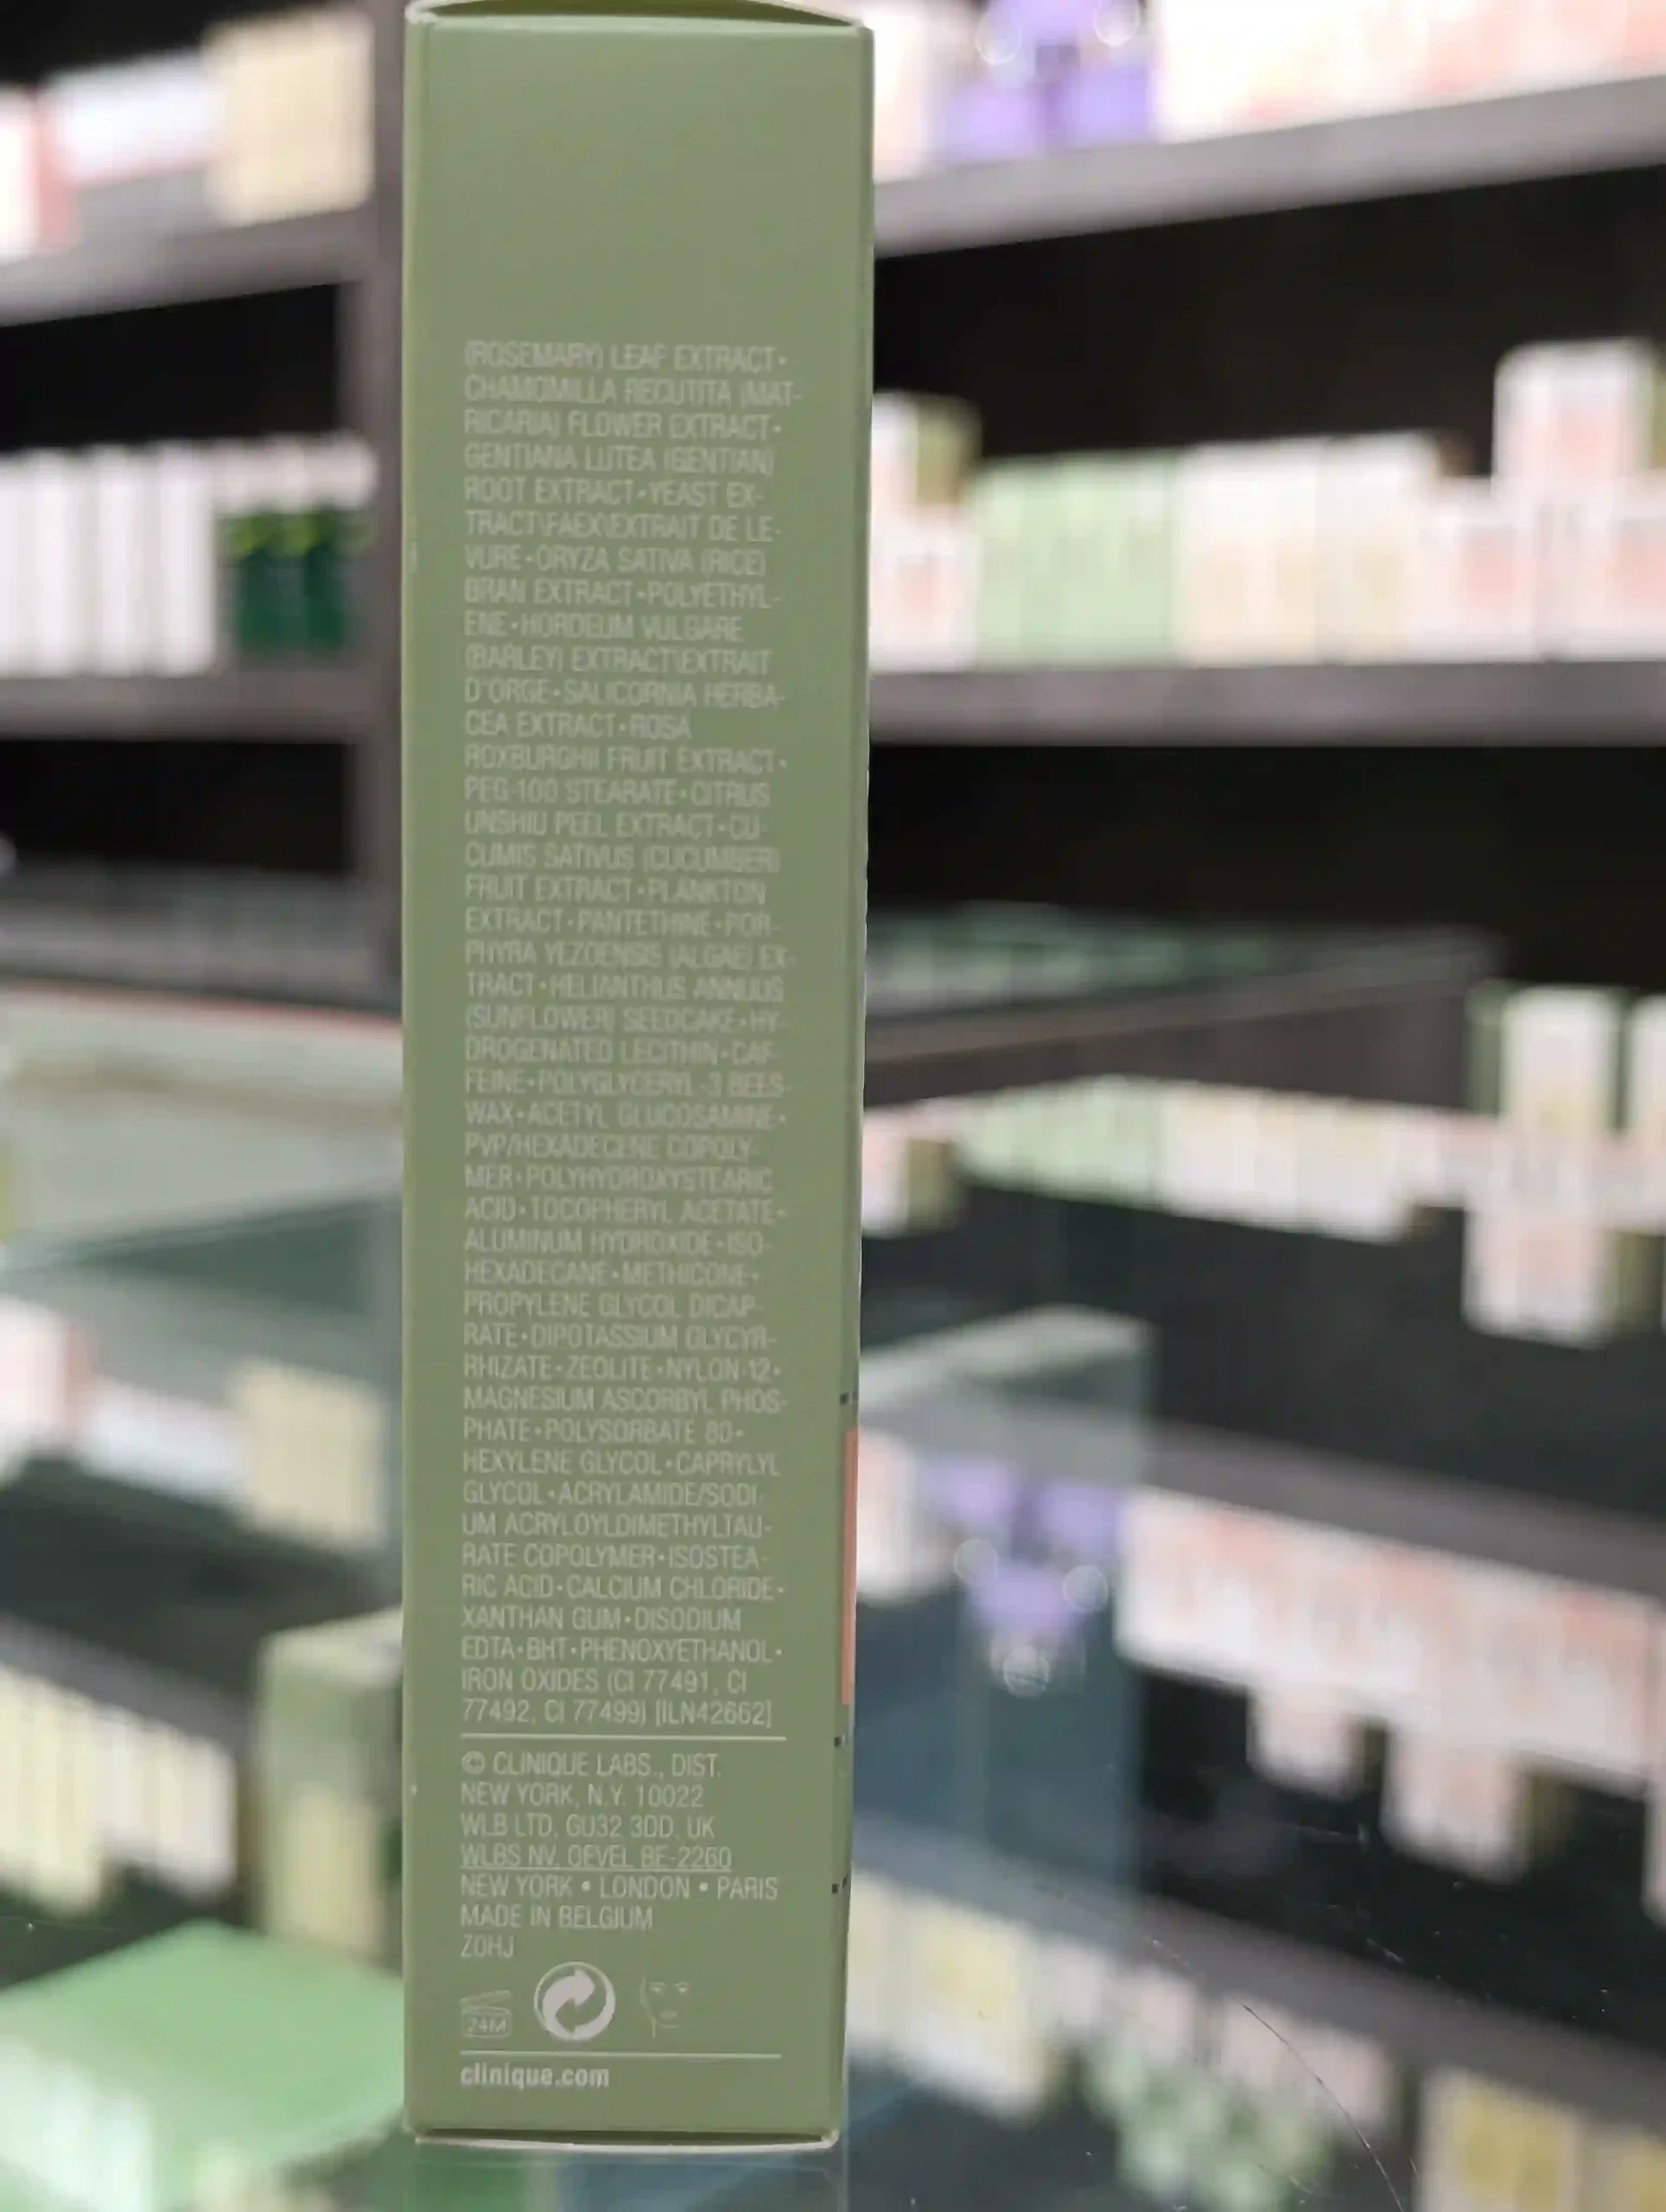 (ROSEMARY) LEAF EXTRACT•
CHAMOMILLA RECUTITA (MAT-
RICARIA) FLOWER EXTRACT•
GENTIANA LUTEA (GENTIAN)
ROOT EXTRACT•YEAST EX-
TRACT\FAEX\EXTRAIT DE LE-
VURE•ORYZA SATIVA (RICE)
BRAN EXTRACT•POLYETHYL-
ENE•HORDEUM VULGARE
(BARLEY) EXTRACT\EXTRAIT
D'ORGE•SALICORNIA HERBA-
CEA EXTRACT•ROSA
ROXBURGHII FRUIT EXTRACT•
PEG-100 STEARATE•CITRUS
UNSHIU PEEL EXTRACT•CU-
CUMIS SATIVUS (CUCUMBER)
FRUIT EXTRACT•PLANKTON
EXTRACT•PANTETHINE•POR-
PHYRA YEZOENSIS (ALGAE) EX-
TRACT•HELIANTHUS ANNUUS
(SUNFLOWER) SEEDCAKE•HY-
DROGENATED LECITHIN•CAF-
FEINE•POLYGLYCERYL-3 BEES-
WAX•ACETYL GLUCOSAMINE•
PVP/HEXADECENE COPOLY-
MER•POLYHYDROXYSTEARIC
ACID•TOCOPHERYL ACETATE•
ALUMINUM HYDROXIDE•ISO-
HEXADECANE•METHICONE•
PROPYLENE GLYCOL DICAP-
RATE•DIPOTASSIUM GLYCYR-
RHIZATE•ZEOLITE•NYLON-12•
MAGNESIUM ASCORBYL PHOS-
PHATE•POLYSORBATE 80•
HEXYLENE GLYCOL•CAPRYLYL
GLYCOL•ACRYLAMIDE/SODI-
UM ACRYLOYLDIMETHYLTAU-
RATE COPOLYMER•ISOSTEA-
RIC ACID•CALCIUM CHLORIDE•
XANTHAN GUM•DISODIUM
EDTA•BHT•PHENOXYETHANOL•
IRON OXIDES (CI 77491, CI
77492, CI 77499) [ILN42662]
© CLINIQUE LABS., DIST.
NEW YORK, N.Y. 10022
WLB LTD. GU32 3DD. UK
WLBS NV, OEVEL BE-2260
NEW YORK • LONDON • PARIS
MADE IN BELGIUM
Z0HJ
24M
clinique.com